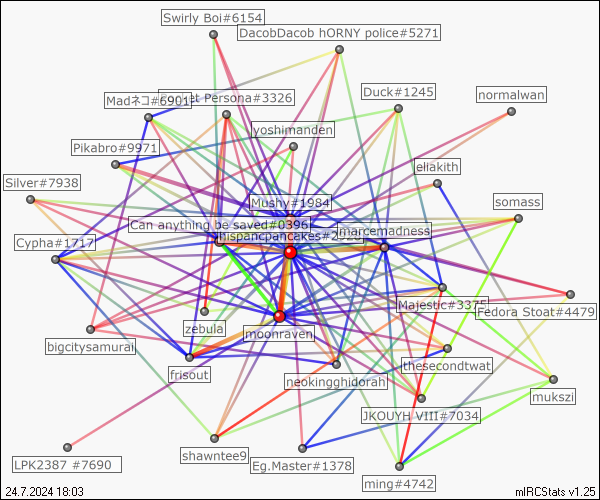 Swirly Boi#6154
DacobDacob hORNY police#5271
Duck#1245
normalwan
Madネコ#6901
et Persona#3326
yoshimanden
Pikabro#9971
eliakith
Silver#7938
Mushy#1984
somass
Can anything be saved#0396
marcemadness
Cypha#1717
hispancpancakes#2
Majestic#3375
Fedora Stoat#4479
zebula
moonraven
bigcitysamurai
thesecondtwat
frisout
neokingghidorah
mukszi
JKOUYH VIII#7034
shawntee9
LPK2387 #7690
Eg.Master#1378
ming#4742
24.7.2024 18:03
mIRCStats v1.25